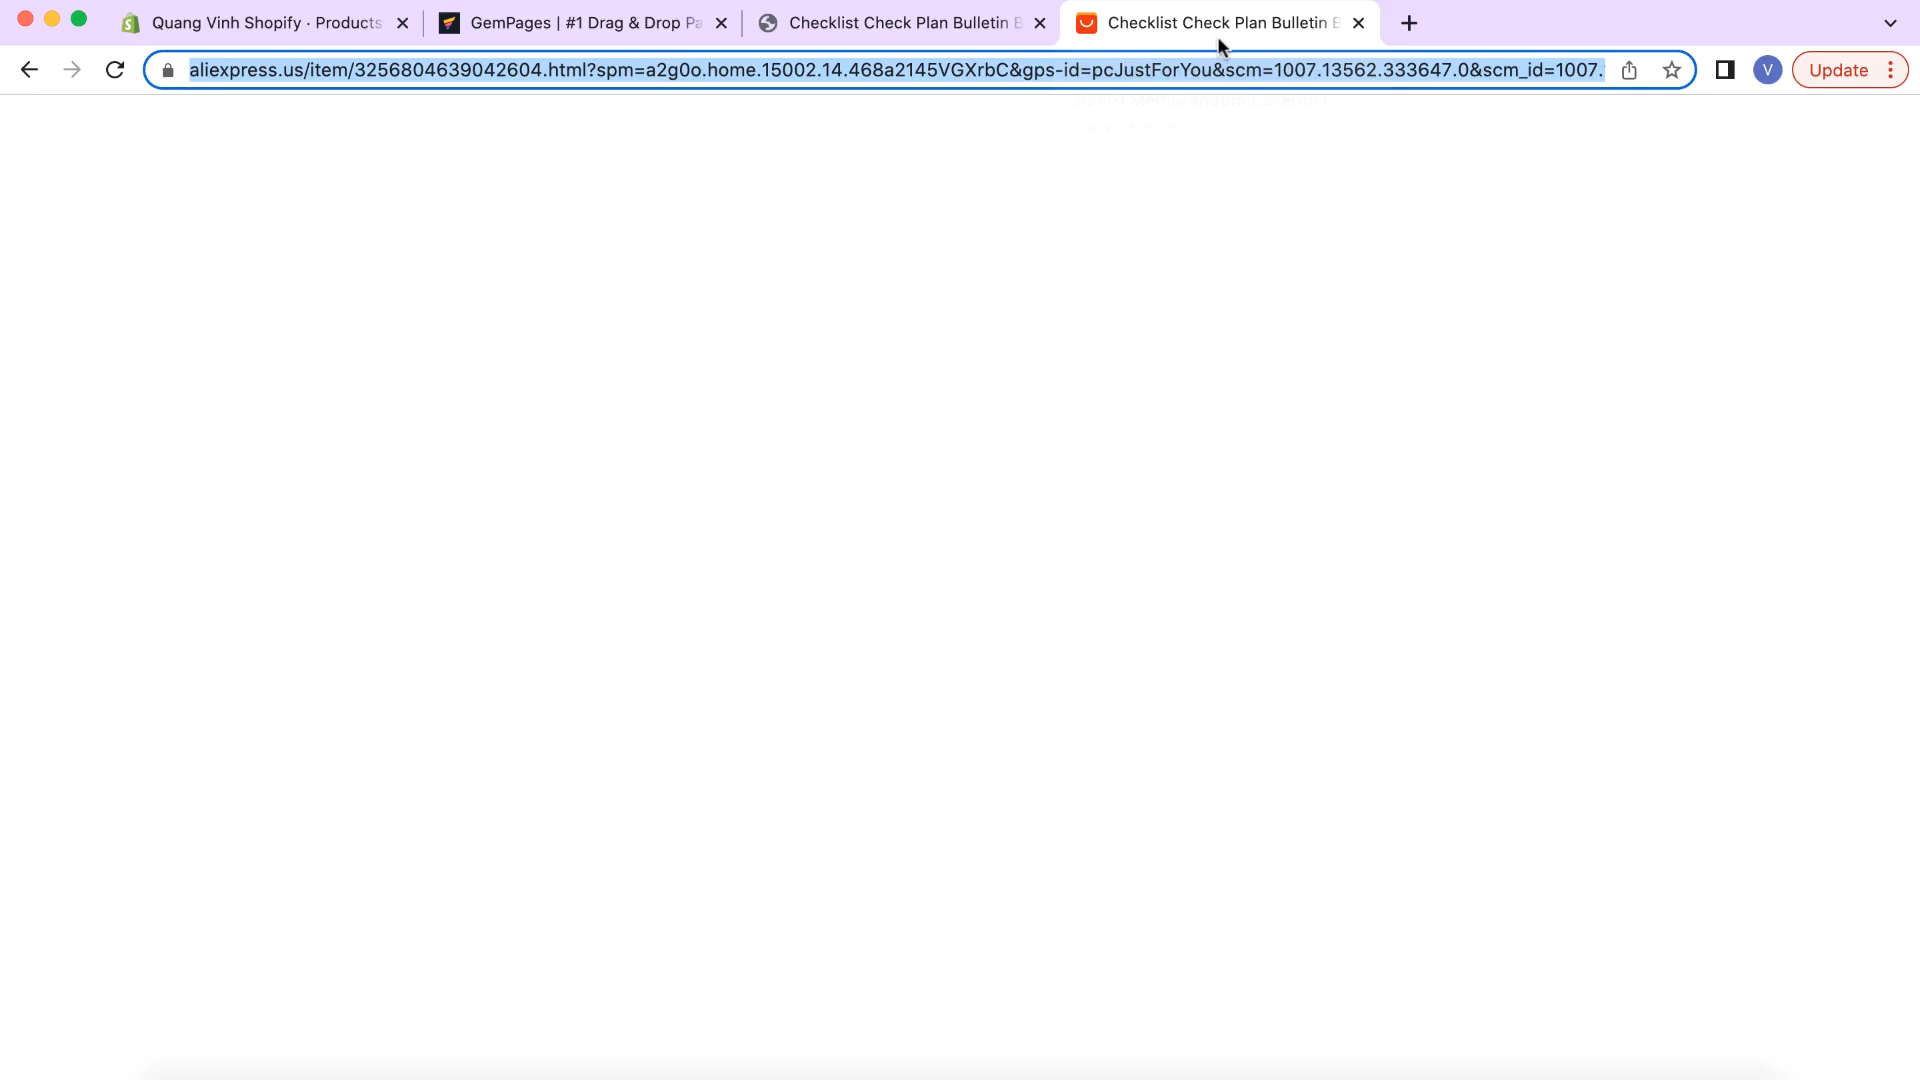 Quang Vinh Shopify · Products
GemPages | #1 Drag & Drop Pa
Checklist Check Plan Bulletin B
Checklist Check Plan Bulletin B
aliexpress.us/item/3256804639042604.html?spm=a2g0o.home.15002.14.468a2145VGXrbC&gps-id=pcJustForYou&scm=1007.13562.333647.0&scm_id=1007.
V
Update